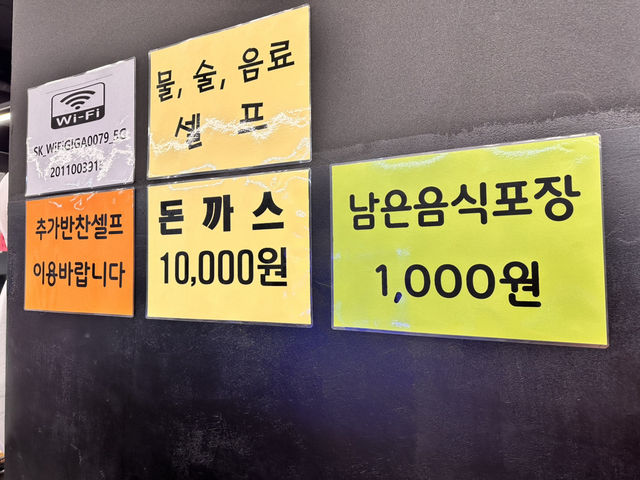 Wi-Fi
SK_WiFiGIGA0079_5G
물, 술, 음료
셀 프
추가반찬셀프
이용바랍니다
돈 까 스
10,000원
남은음식포장
1,000원